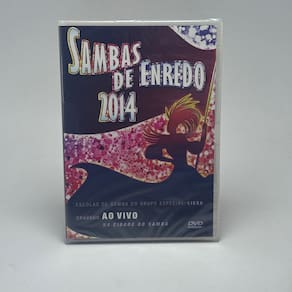 SAMBAS
DE ENREDO
2014
ESCOLAS DE SAMBA DO GRUPO ESPECIAL-LIESA
GRAVADO AO VIVO
NA CIDADE DO SAMBA
DVD